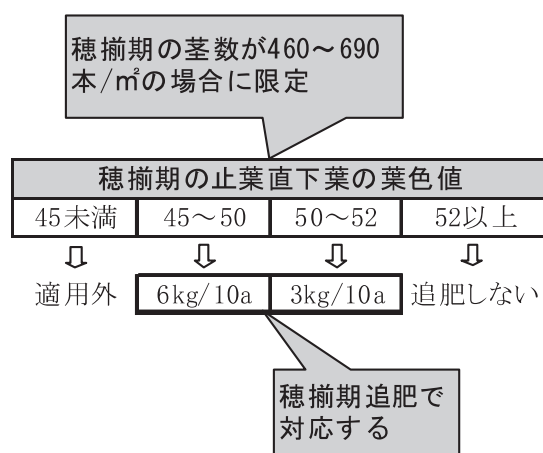 穂揃期の茎数が460～690
本/㎡の場合に限定
穂揃期の止葉直下葉の葉色値
45未満 45～50 50～52 52以上
⇩ ⇩ ⇩ ⇩
適用外 6kg/10a 3kg/10a 追肥しない
穂揃期追肥で
対応する